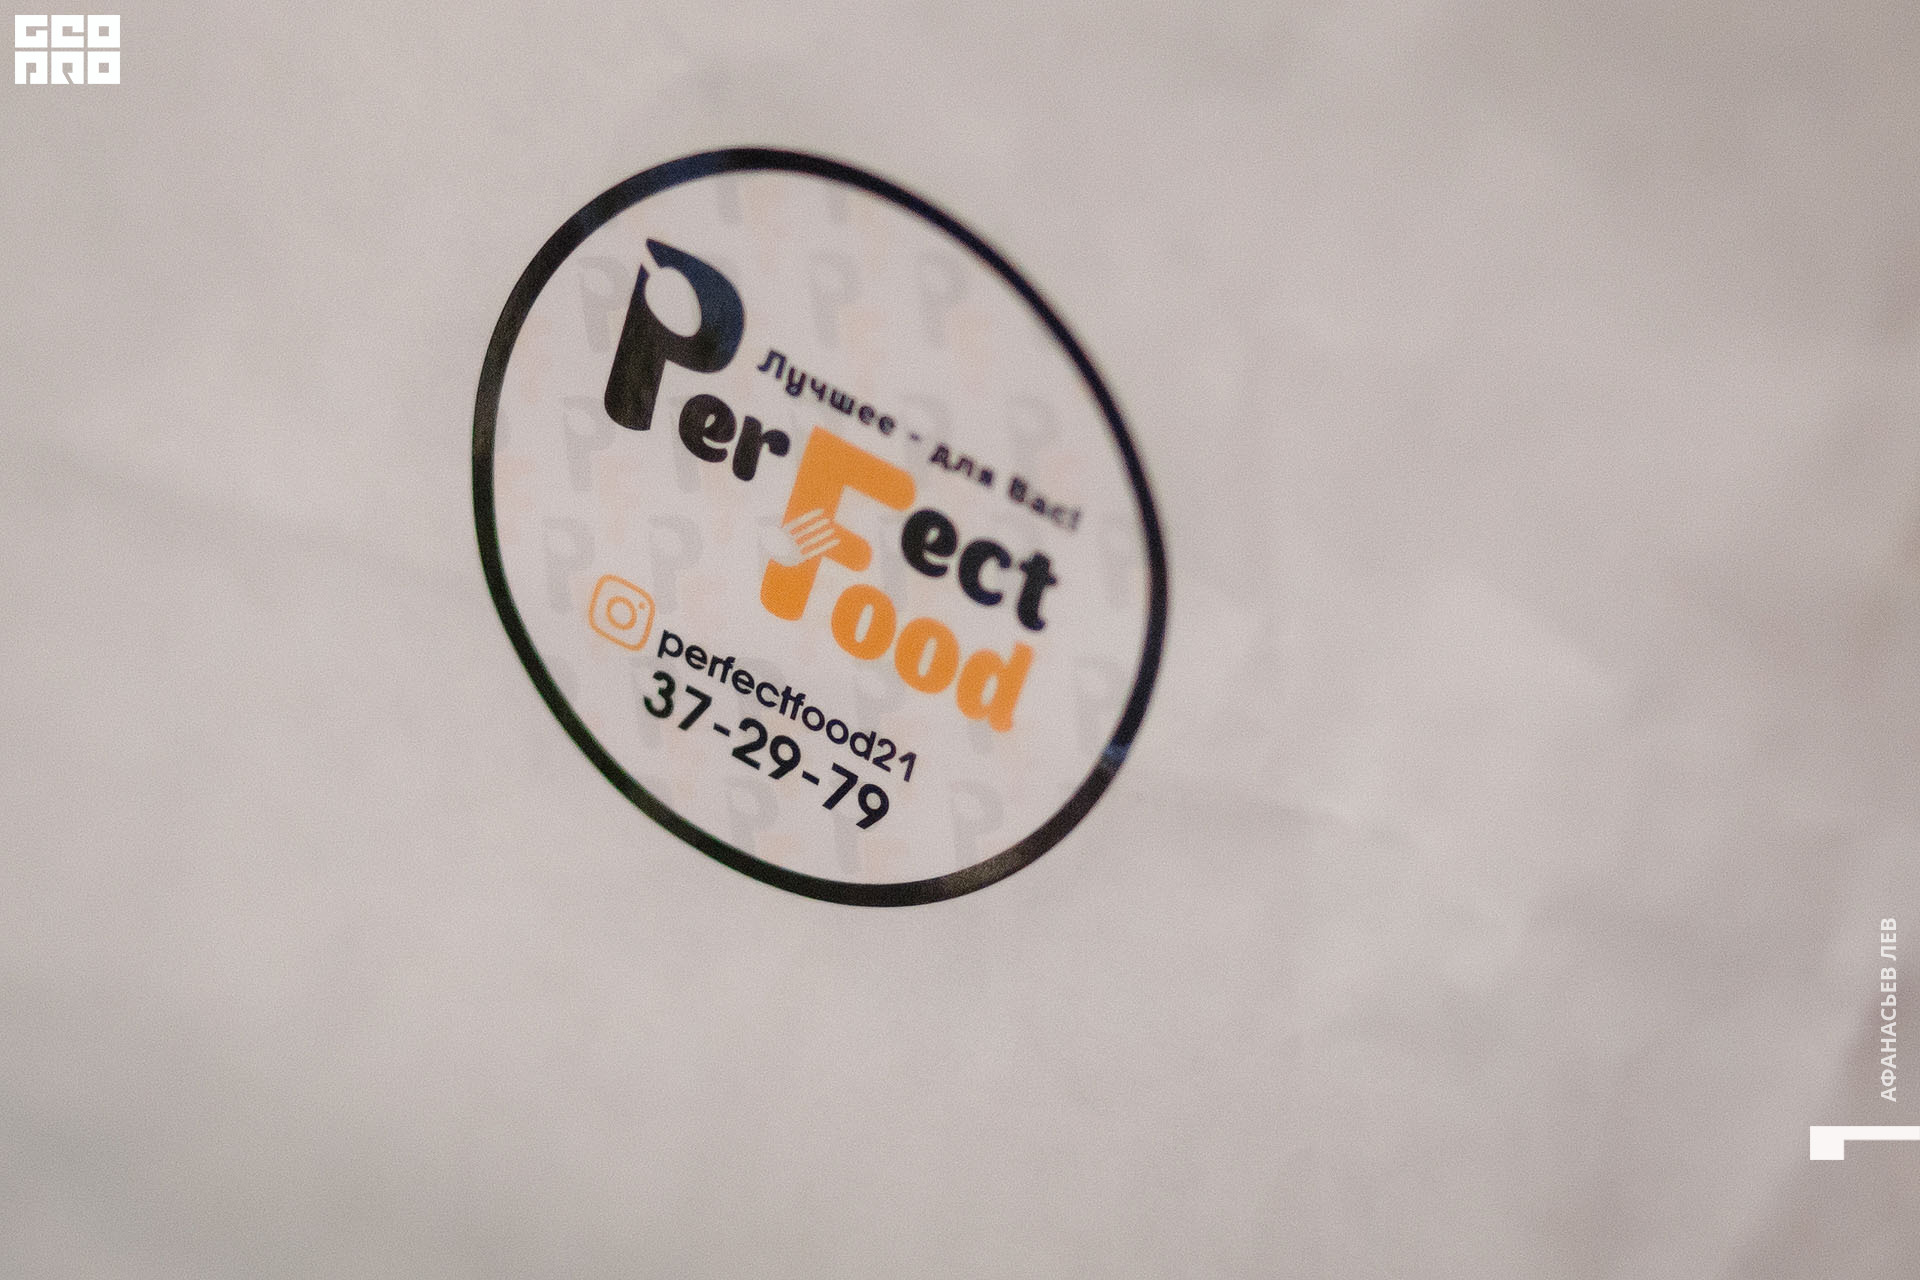 GEO
PRO
Лучшее - для Вас!
PerFect
Food
perfectfood21
37-29-79
АФАНАСЬЕВ ЛЕВ